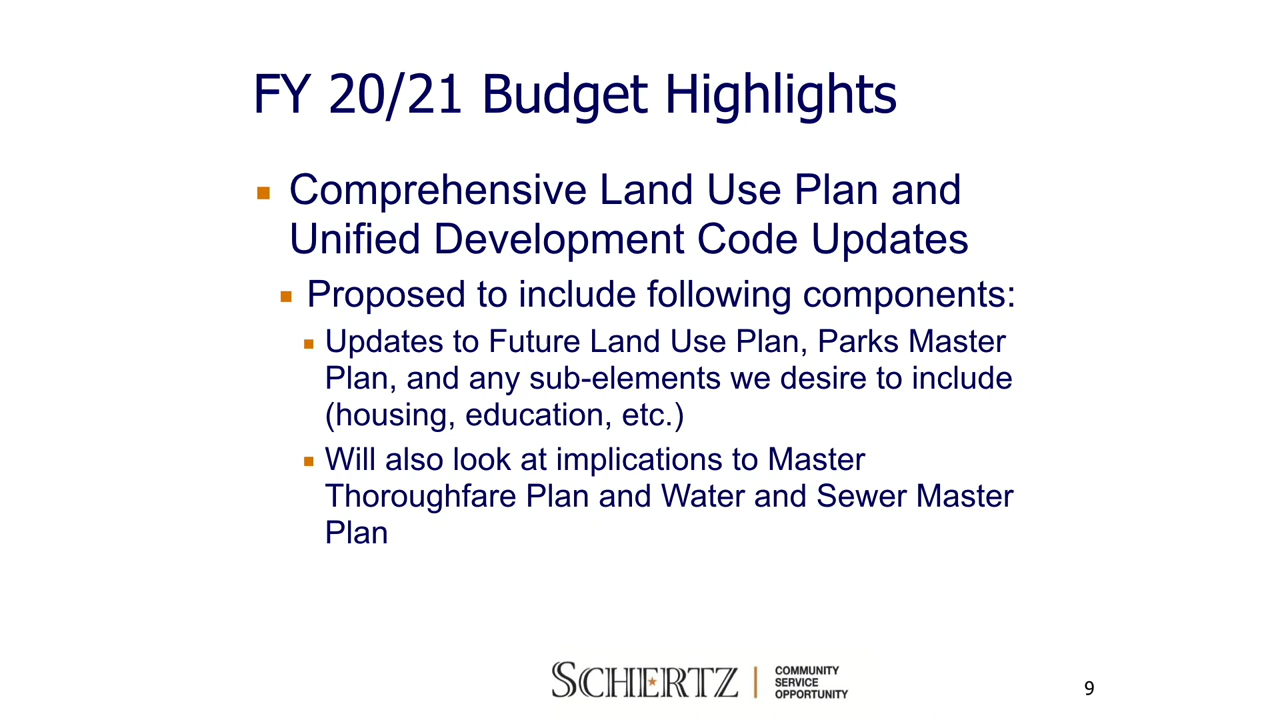 FY 20/21 Budget Highlights
Comprehensive Land Use Plan and
Unified Development Code Updates
Proposed to include following components:
Updates to Future Land Use Plan, Parks Master
Plan, and any sub-elements we desire to include
(housing, education, etc.)
Will also look at implications to Master
Thoroughfare Plan and Water and Sewer Master
Plan
SCHERTZ
COMMUNITY
SERVICE
OPPORTUNITY
9